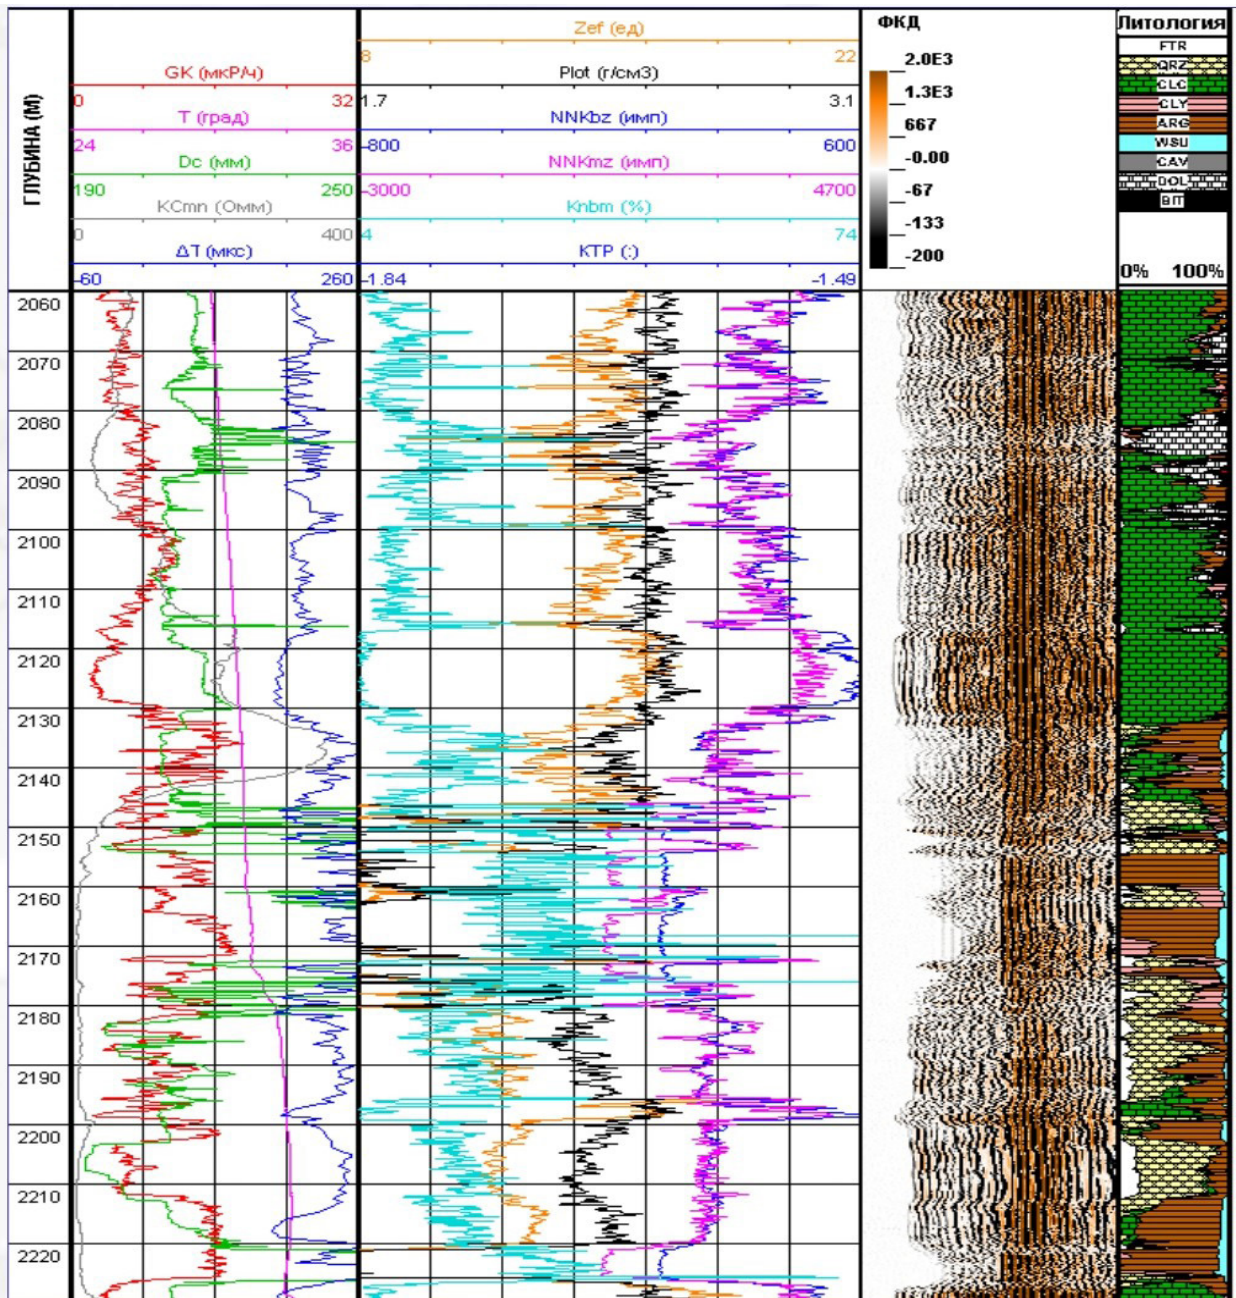 ГЛУБИНА (М)
GK (мкР/ч)
0 32
T (град)
24 36
Dc (мм)
190 250
KCmn (Омм)
0 400
ΔT (мкс)
-60 260
Zef (ед)
8 22
Plot (г/см3)
1.7 3.1
NNKbz (имп)
-800 600
NNKmz (имп)
-3000 4700
Knbm (%)
4 74
KTP (:)
-1.84 -1.49
ФКД
2.0E3
1.3E3
667
-0.00
-67
-133
-200
Литология
FTR
QRZ
CLC
CLY
ARG
WSU
CAV
DOL
BIT
0% 100%
2060
2070
2080
2090
2100
2110
2120
2130
2140
2150
2160
2170
2180
2190
2200
2210
2220